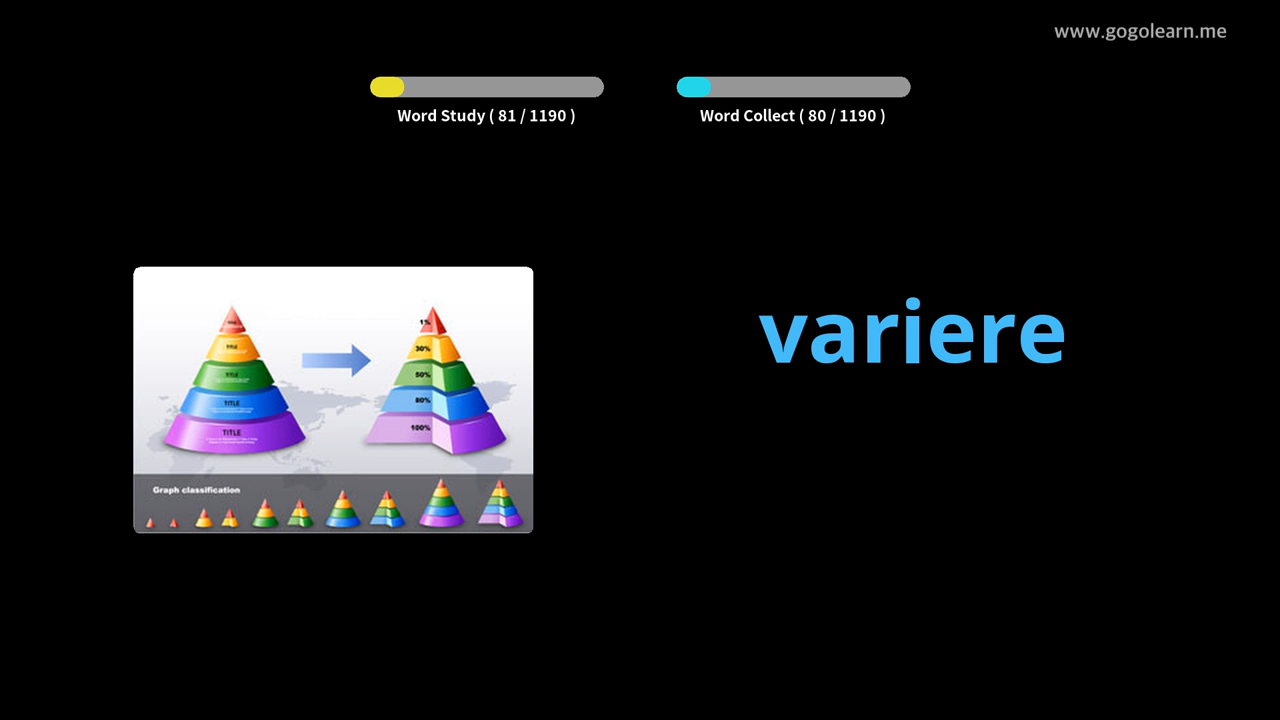 www.gogolearn.me
Word Study ( 81 / 1190 )
Word Collect ( 80 / 1190 )
variere
TITLE
TITLE
TITLE
TITLE
1%
30%
50%
80%
100%
Graph classification